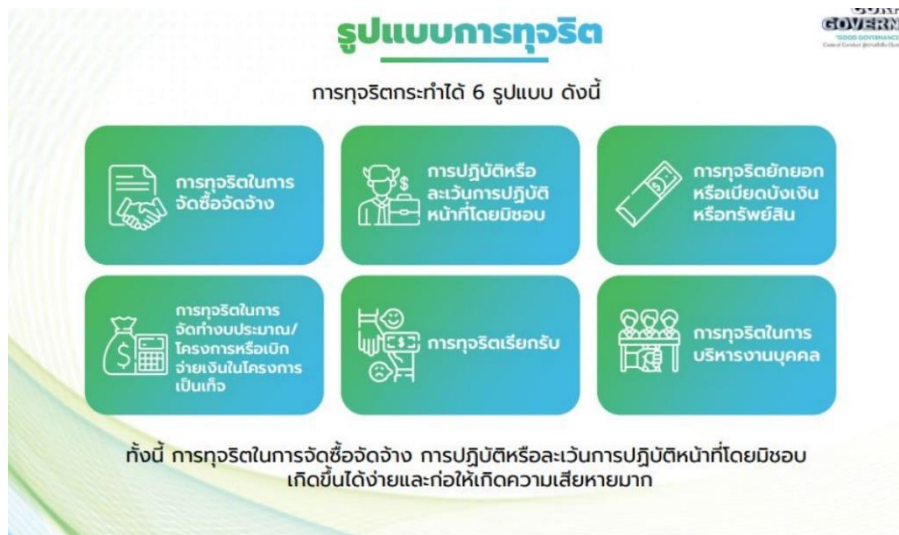 รูปแบบการทุจริต
GOVERN
"GOOD GOVERNANCE
การทุจริตกระทำได้ 6 รูปแบบ ดังนี้
การทุจริตในการ
จัดซื้อจัดจ้าง
การปฏิบัติหรือ
ละเว้นการปฏิบัติ
หน้าที่โดยมิชอบ
การทุจริตยักยอก
หรือเบียดบังเงิน
หรือทรัพย์สิน
การทุจริตในการ
จัดทำงบประมาณ/
โครงการหรือเบิก
จ่ายเงินในโครงการ
เป็นเท็จ
การทุจริตเรียกรับ
การทุจริตในการ
บริหารงานบุคคล
ทั้งนี้ การทุจริตในการจัดซื้อจัดจ้าง การปฏิบัติหรือละเว้นการปฏิบัติหน้าที่โดยมิชอบ
เกิดขึ้นได้ง่ายและก่อให้เกิดความเสียหายมาก